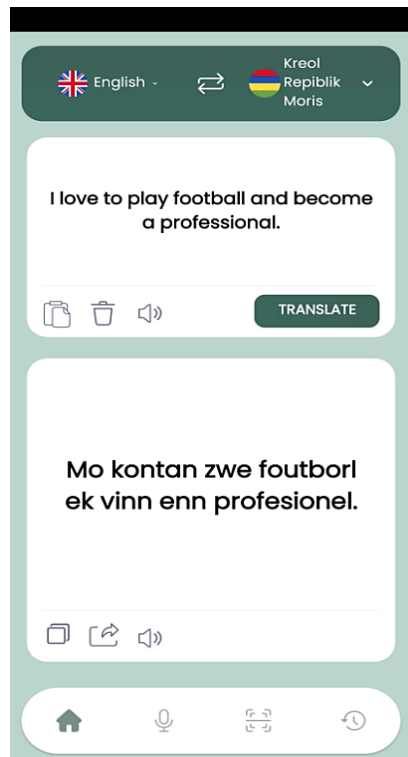 English
Kreol
Repiblik
Moris
I love to play football and become
a professional.
TRANSLATE
Mo kontan zwe foutborl
ek vinn enn profesionel.